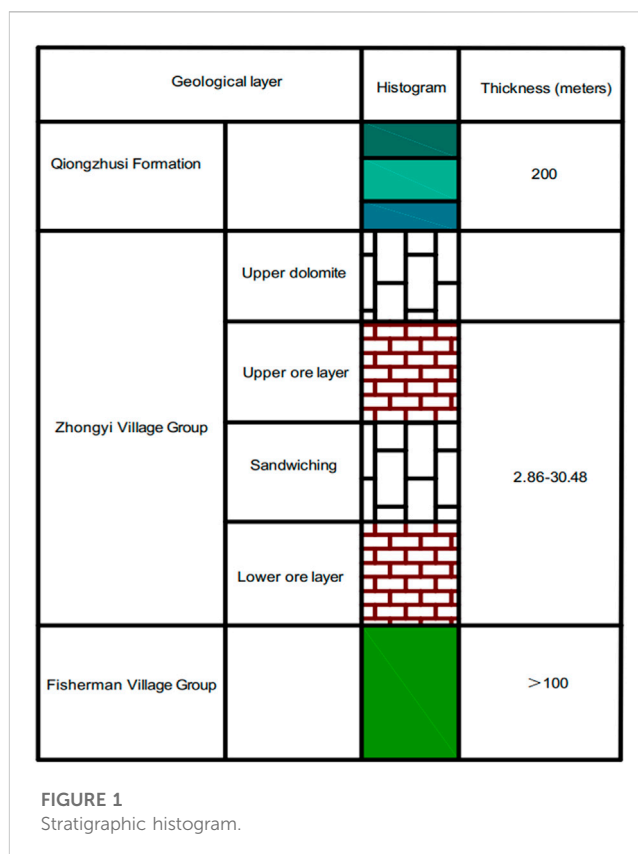 Geological layer Histogram Thickness (meters)
Qiongzhusi Formation 200
Upper dolomite
Upper ore layer
Zhongyi Village Group
Sandwiching
2.86-30.48
Lower ore layer
Fisherman Village Group >100
FIGURE 1
Stratigraphic histogram.